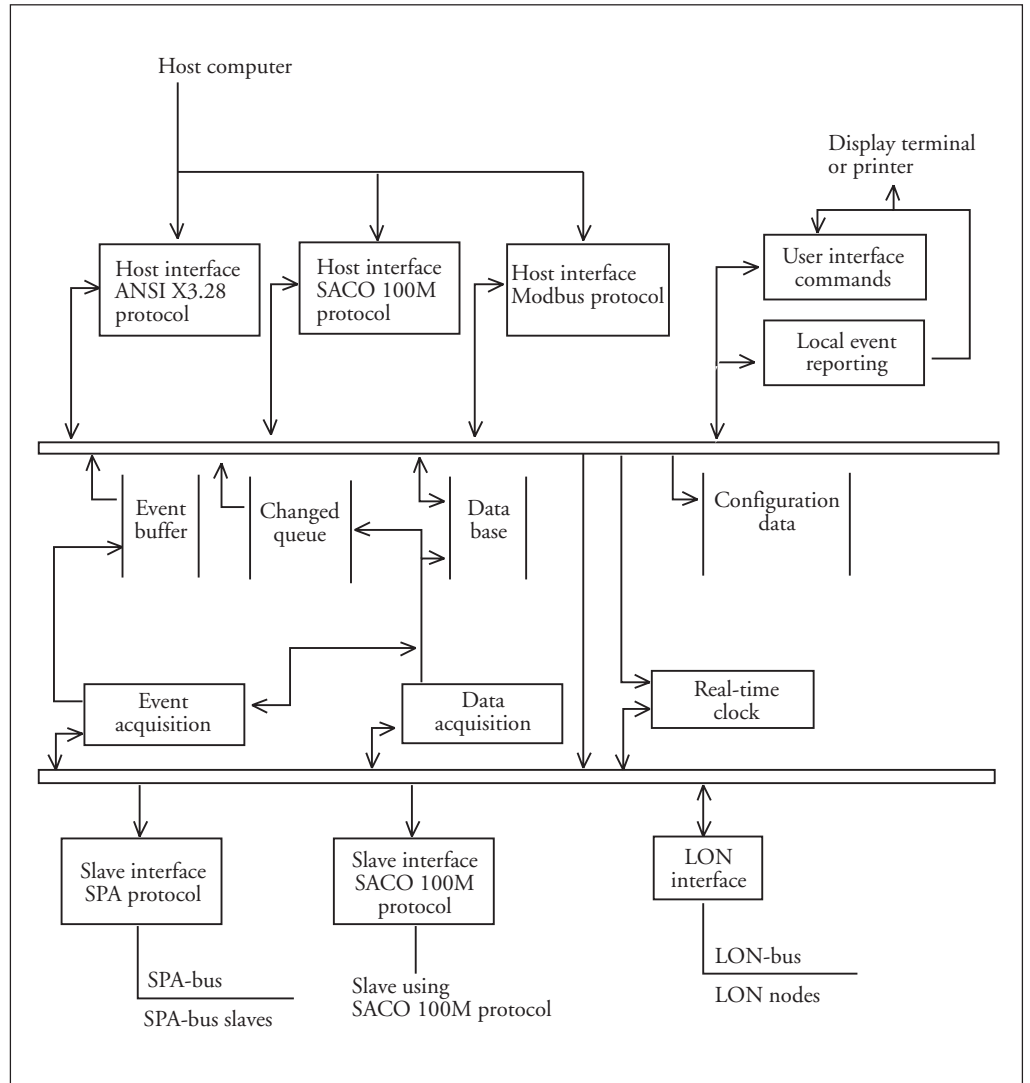 Host computer
Display terminal
or printer
Host interface
ANSI X3.28
protocol
Host interface
SACO 100M
protocol
Host interface
Modbus protocol
User interface
commands
Local event
reporting
Event
buffer
Changed
queue
Data
base
Configuration
data
Event
acquisition
Data
acquisition
Real-time
clock
Slave interface
SPA protocol
Slave interface
SACO 100M
protocol
LON
interface
SPA-bus
SPA-bus slaves
Slave using
SACO 100M protocol
LON-bus
LON nodes